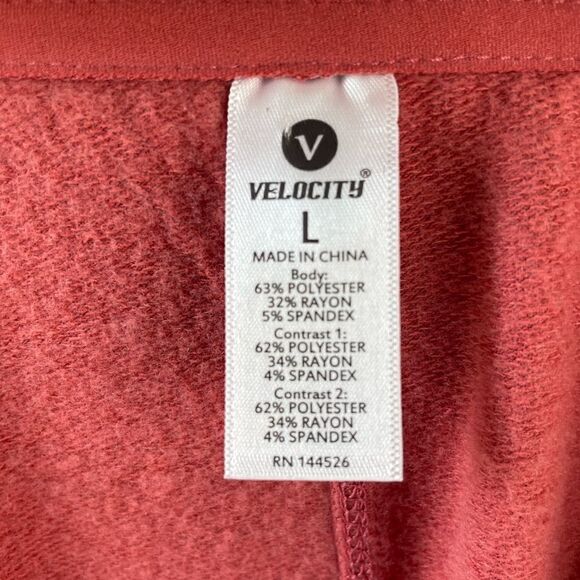 V
VELOCITY®
L
MADE IN CHINA
Body:
63% POLYESTER
32% RAYON
5% SPANDEX
Contrast 1:
62% POLYESTER
34% RAYON
4% SPANDEX
Contrast 2:
62% POLYESTER
34% RAYON
4% SPANDEX
RN 144526